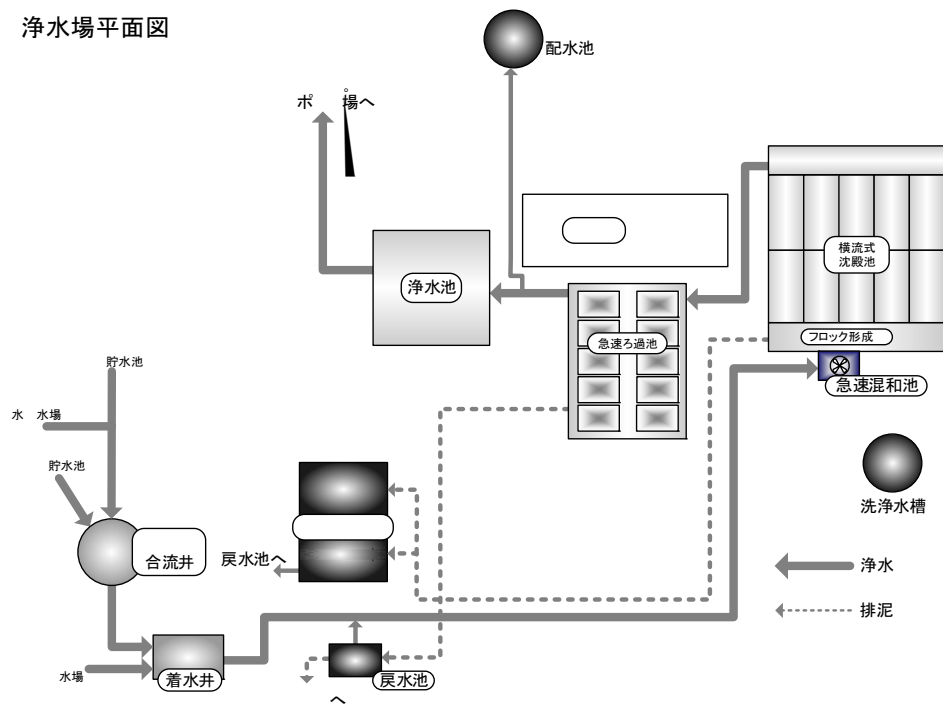 浄水場平面図
配水池
ポ　場へ
横流式
沈殿池
浄水池
急速ろ過池
フロック形成
急速混和池
貯水池
水　水場
貯水池
洗浄水槽
合流井
戻水池へ
浄水
排泥
水場
着水井
戻水池
へ